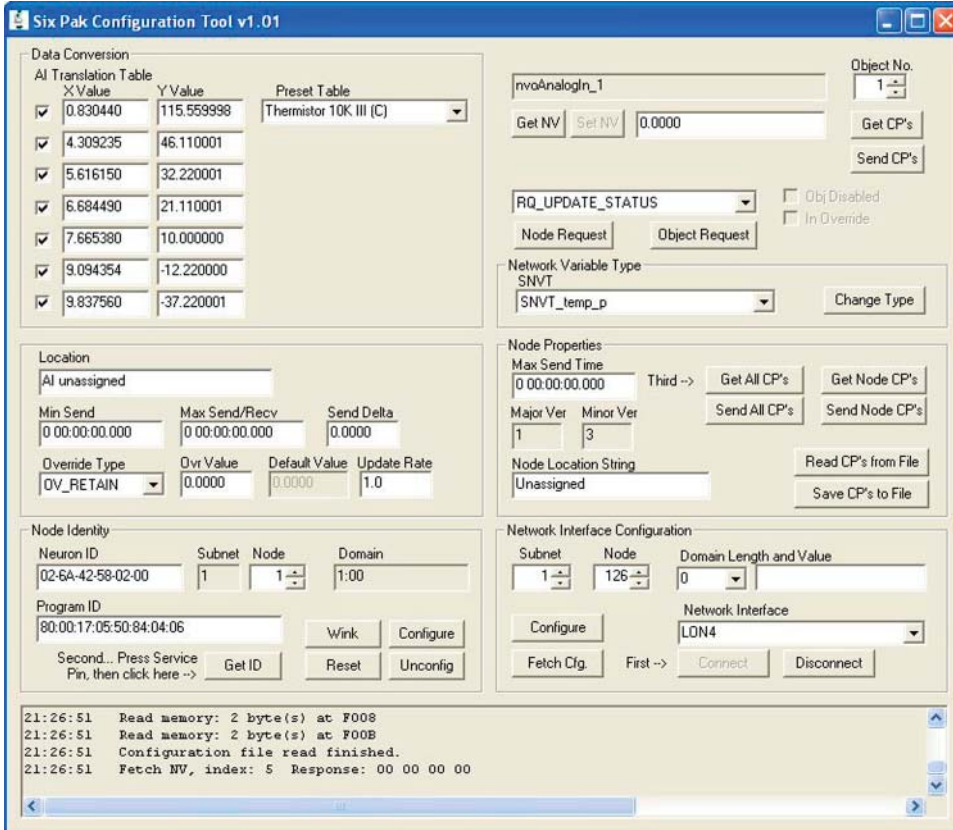 Six Pak Configuration Tool v1.01
Data Conversion
AI Translation Table
X Value Y Value Preset Table
0.830440 115.559998 Thermistor 10K III (C)
4.309235 46.110001
5.616150 32.220001
6.684490 21.110001
7.665380 10.000000
9.094354 -12.220000
9.837560 -37.220001
Object No.
nvoAnalogIn_1 1
Get NV Set NV 0.0000 Get CP's
Send CP's
RQ_UPDATE_STATUS Obj Disabled
In Override
Node Request Object Request
Network Variable Type
SNVT
SNVT_temp_p Change Type
Location
AI unassigned
Min Send Max Send/Recv Send Delta
0 00:00:00.000 0 00:00:00.000 0.0000
Override Type Ovr Value Default Value Update Rate
OV_RETAIN 0.0000 0.0000 1.0
Node Properties
Max Send Time
0 00:00:00.000 Third --> Get All CP's Get Node CP's
Major Ver Minor Ver Send All CP's Send Node CP's
1 3
Node Location String Read CP's from File
Unassigned Save CP's to File
Node Identity
Neuron ID Subnet Node Domain
02-6A-42-58-02-00 1 1 1:00
Program ID
80:00:17:05:50:84:04:06
Wink Configure
Second... Press Service
Pin, then click here --> Get ID Reset Unconfig
Network Interface Configuration
Subnet Node Domain Length and Value
1 126 0
Network Interface
Configure LON4
Fetch Cfg. First --> Connect Disconnect
21:26:51 Read memory: 2 byte(s) at F008
21:26:51 Read memory: 2 byte(s) at F00B
21:26:51 Configuration file read finished.
21:26:51 Fetch NV, index: 5 Response: 00 00 00 00